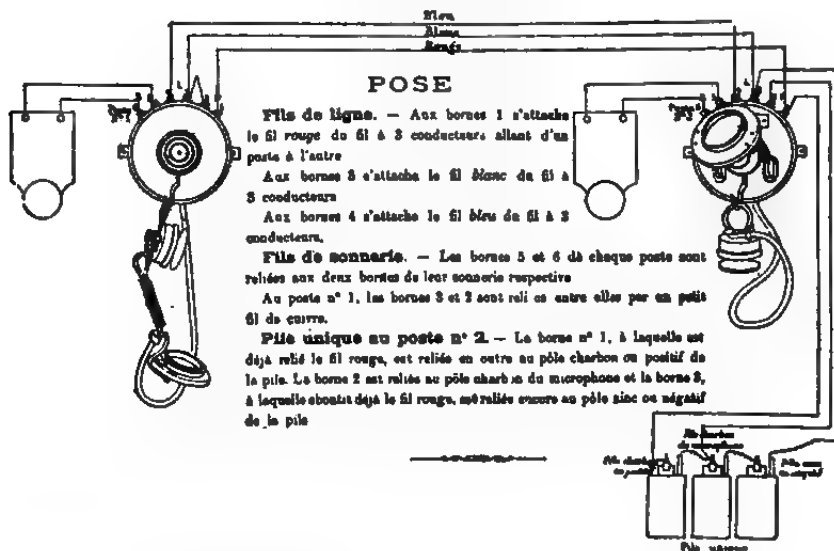 Bleu
Blanc
Rouge
POSE
Fils de ligne. — Aux bornes 1 s'attache
le fil rouge du fil à 3 conducteurs allant d'un
poste à l'autre
Aux bornes 3 s'attache le fil blanc du fil à
3 conducteurs
Aux bornes 4 s'attache le fil bleu du fil à 3
conducteurs.
Fils de sonnerie. — Les bornes 5 et 6 dè chaque poste sont
reliées aux deux bornes de leur sonnerie respective
Au poste n° 1, les bornes 3 et 2 sont reli es entre elles par un petit
fil de cuivre.
Pile unique au poste n° 2. — La borne n° 1, à laquelle est
déjà relié le fil rouge, est reliée en outre au pôle charbon ou positif de
la pile. La borne 2 est reliée au pôle charbon du microphone et la borne 3,
à laquelle aboutit déjà le fil rouge, est reliée encore au pôle zinc ou négatif
de la pile